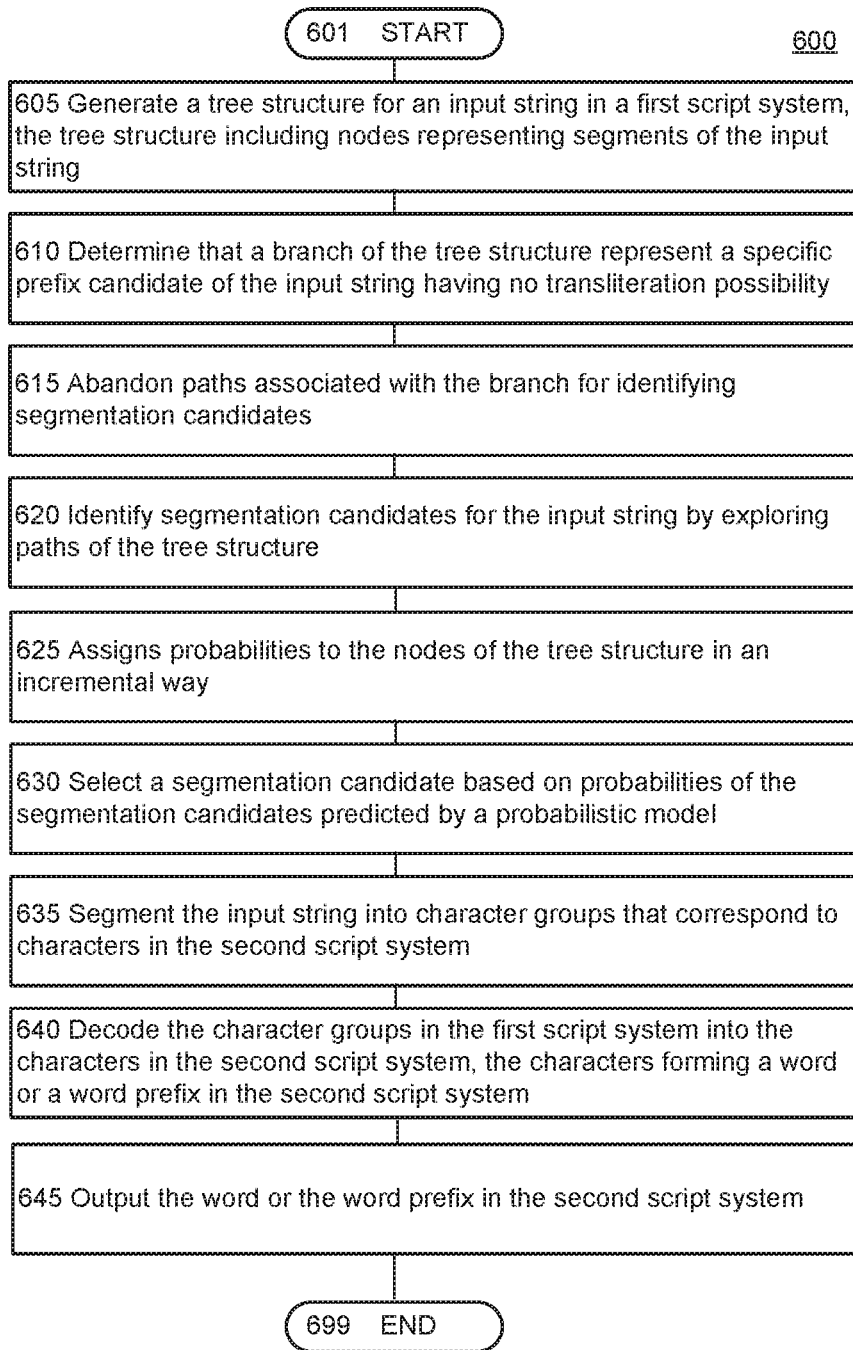 601 START
600
605 Generate a tree structure for an input string in a first script system,
the tree structure including nodes representing segments of the input
string
610 Determine that a branch of the tree structure represent a specific
prefix candidate of the input string having no transliteration possibility
615 Abandon paths associated with the branch for identifying
segmentation candidates
620 Identify segmentation candidates for the input string by exploring
paths of the tree structure
625 Assigns probabilities to the nodes of the tree structure in an
incremental way
630 Select a segmentation candidate based on probabilities of the
segmentation candidates predicted by a probabilistic model
635 Segment the input string into character groups that correspond to
characters in the second script system
640 Decode the character groups in the first script system into the
characters in the second script system, the characters forming a word
or a word prefix in the second script system
645 Output the word or the word prefix in the second script system
699 END